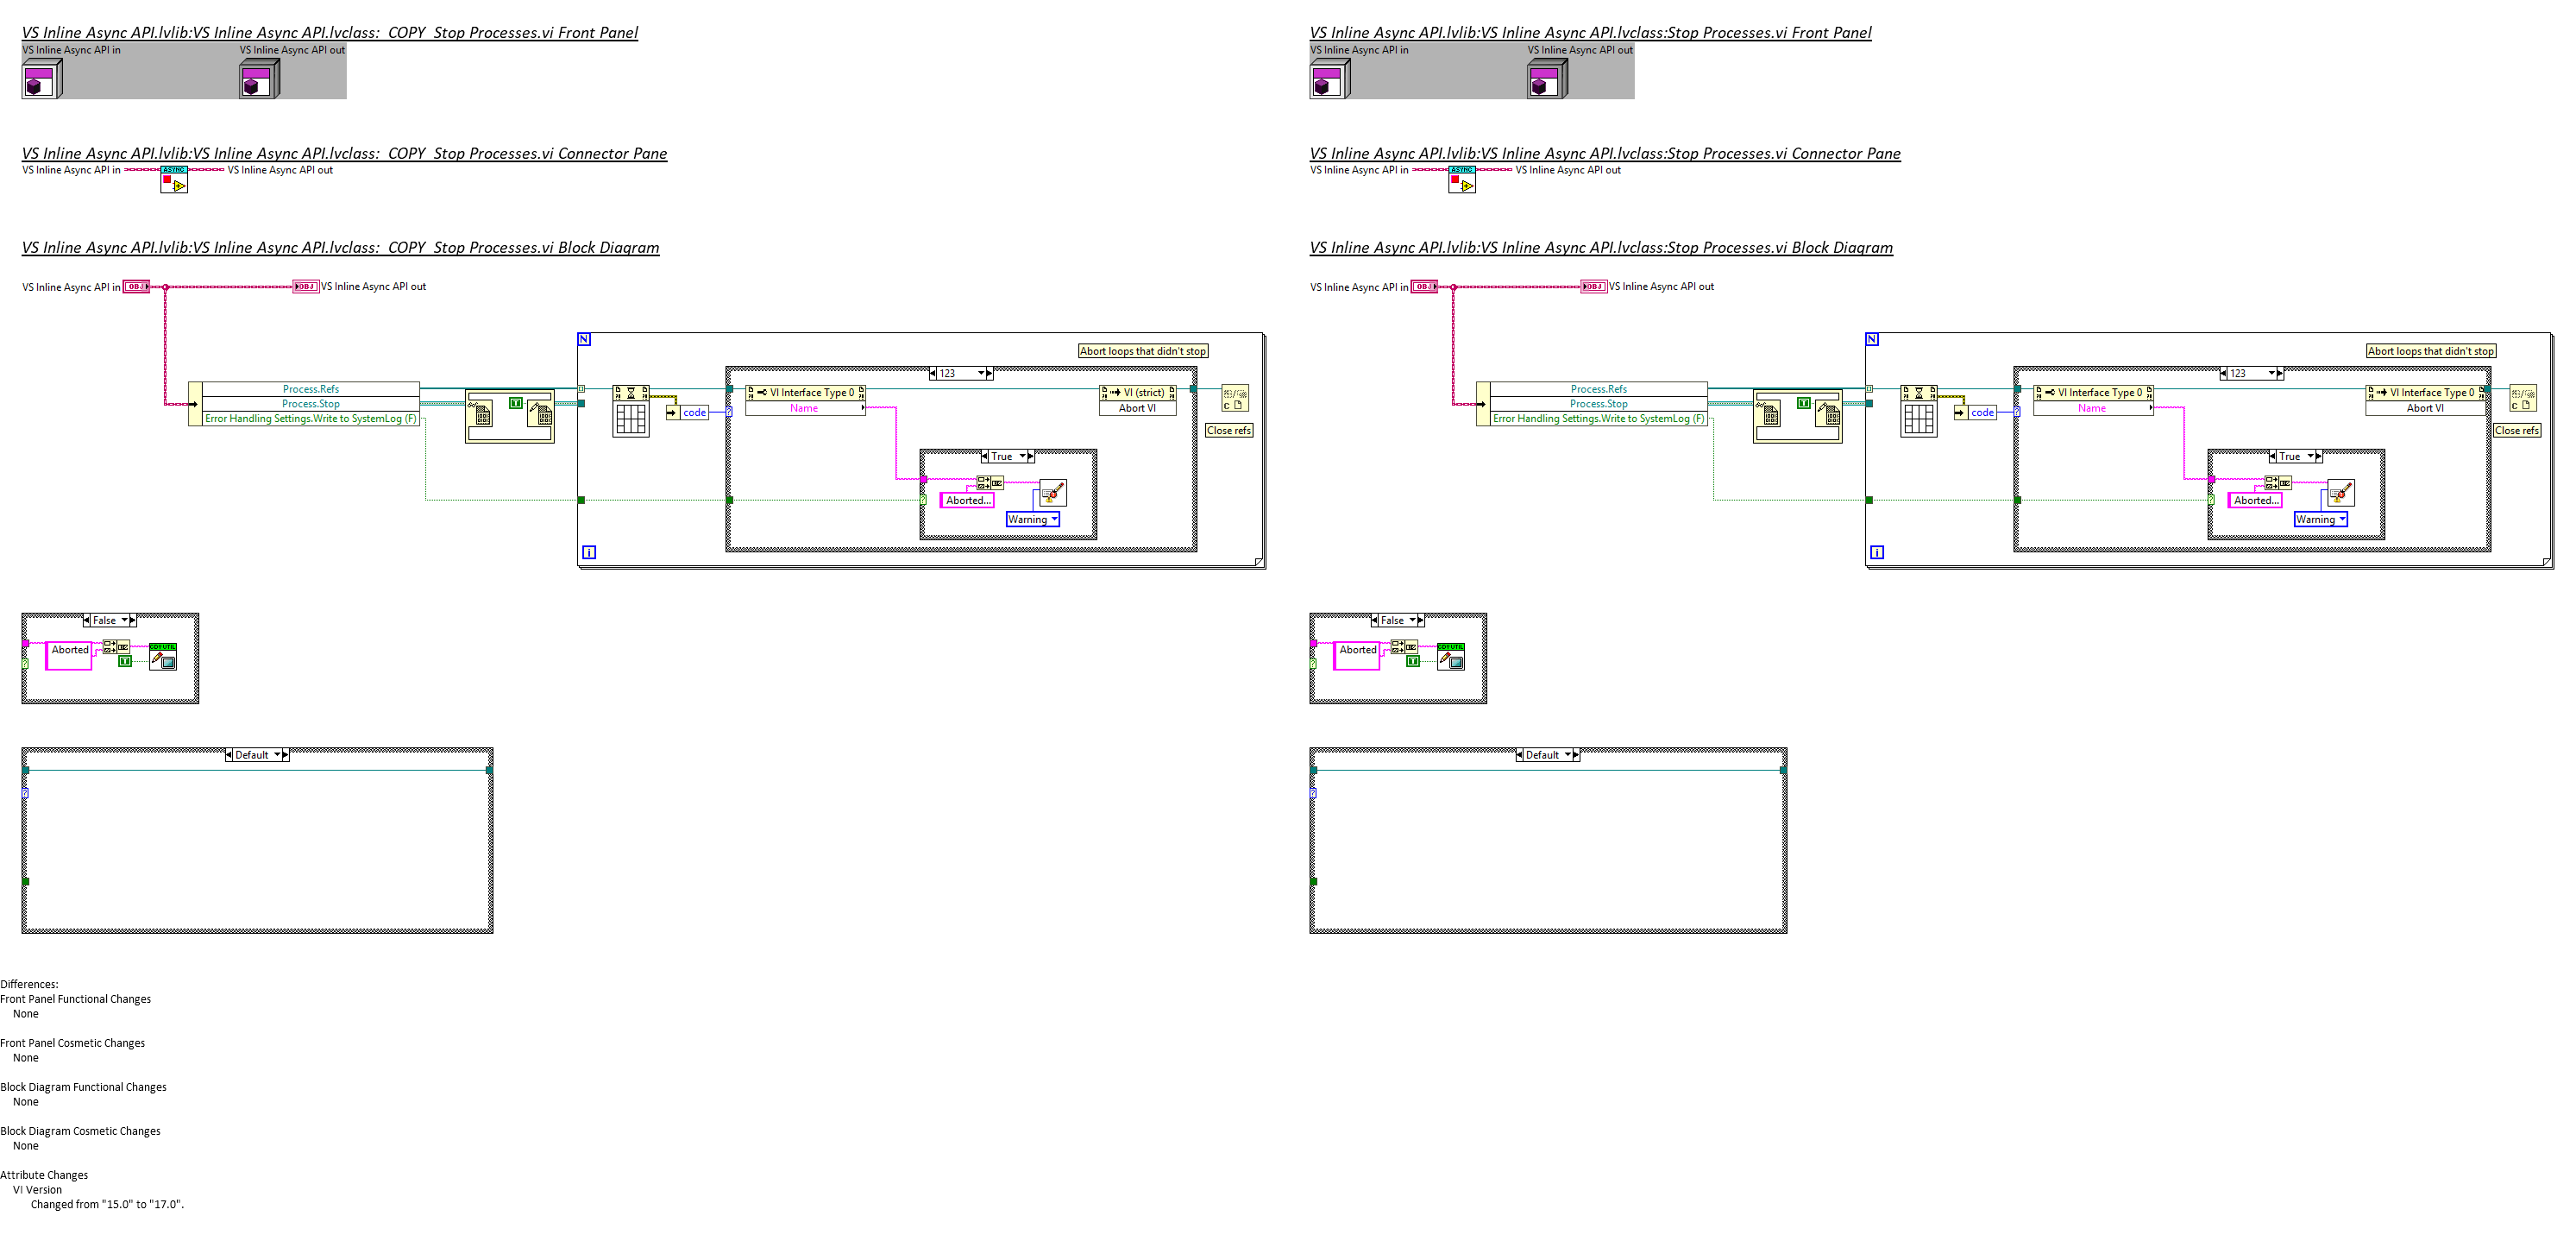 VS Inline Async API.lvlib:VS Inline Async API.lvclass:  COPY  Stop Processes.vi Front Panel
VS Inline Async API in
VS Inline Async API out
VS Inline Async API.lvlib:VS Inline Async API.lvclass:  COPY  Stop Processes.vi Connector Pane
VS Inline Async API in
ASYNC
VS Inline Async API out
VS Inline Async API.lvlib:VS Inline Async API.lvclass:  COPY  Stop Processes.vi Block Diagram
VS Inline Async API in
OBJ
OBJ
VS Inline Async API out
N
Abort loops that didn't stop
123
Process.Refs
Process.Stop
Error Handling Settings.Write to SystemLog (F)
T
code
VI Interface Type 0
Name
VI (strict)
Abort VI
C
Close refs
True
Aborted...
Warning
i
False
Aborted
T
Default
Differences:
Front Panel Functional Changes
None
Front Panel Cosmetic Changes
None
Block Diagram Functional Changes
None
Block Diagram Cosmetic Changes
None
Attribute Changes
VI Version
Changed from "15.0" to "17.0".
VS Inline Async API.lvlib:VS Inline Async API.lvclass:Stop Processes.vi Front Panel
VS Inline Async API in
VS Inline Async API out
VS Inline Async API.lvlib:VS Inline Async API.lvclass:Stop Processes.vi Connector Pane
VS Inline Async API in
ASYNC
VS Inline Async API out
VS Inline Async API.lvlib:VS Inline Async API.lvclass:Stop Processes.vi Block Diagram
VS Inline Async API in
OBJ
OBJ
VS Inline Async API out
N
Abort loops that didn't stop
123
Process.Refs
Process.Stop
Error Handling Settings.Write to SystemLog (F)
T
code
VI Interface Type 0
Name
VI Interface Type 0
Abort VI
C
Close refs
True
Aborted...
Warning
i
False
Aborted
T
Default